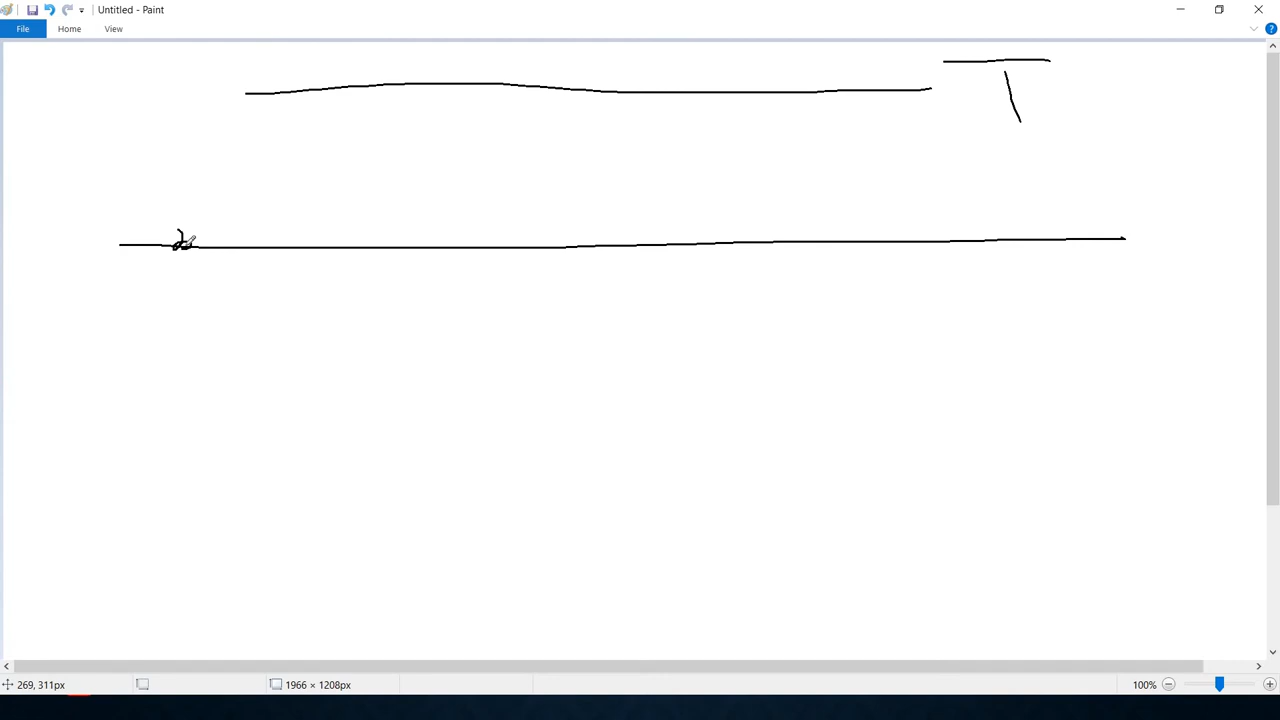 Untitled - Paint
File Home View
T
269, 311px 1966 × 1208px 100%